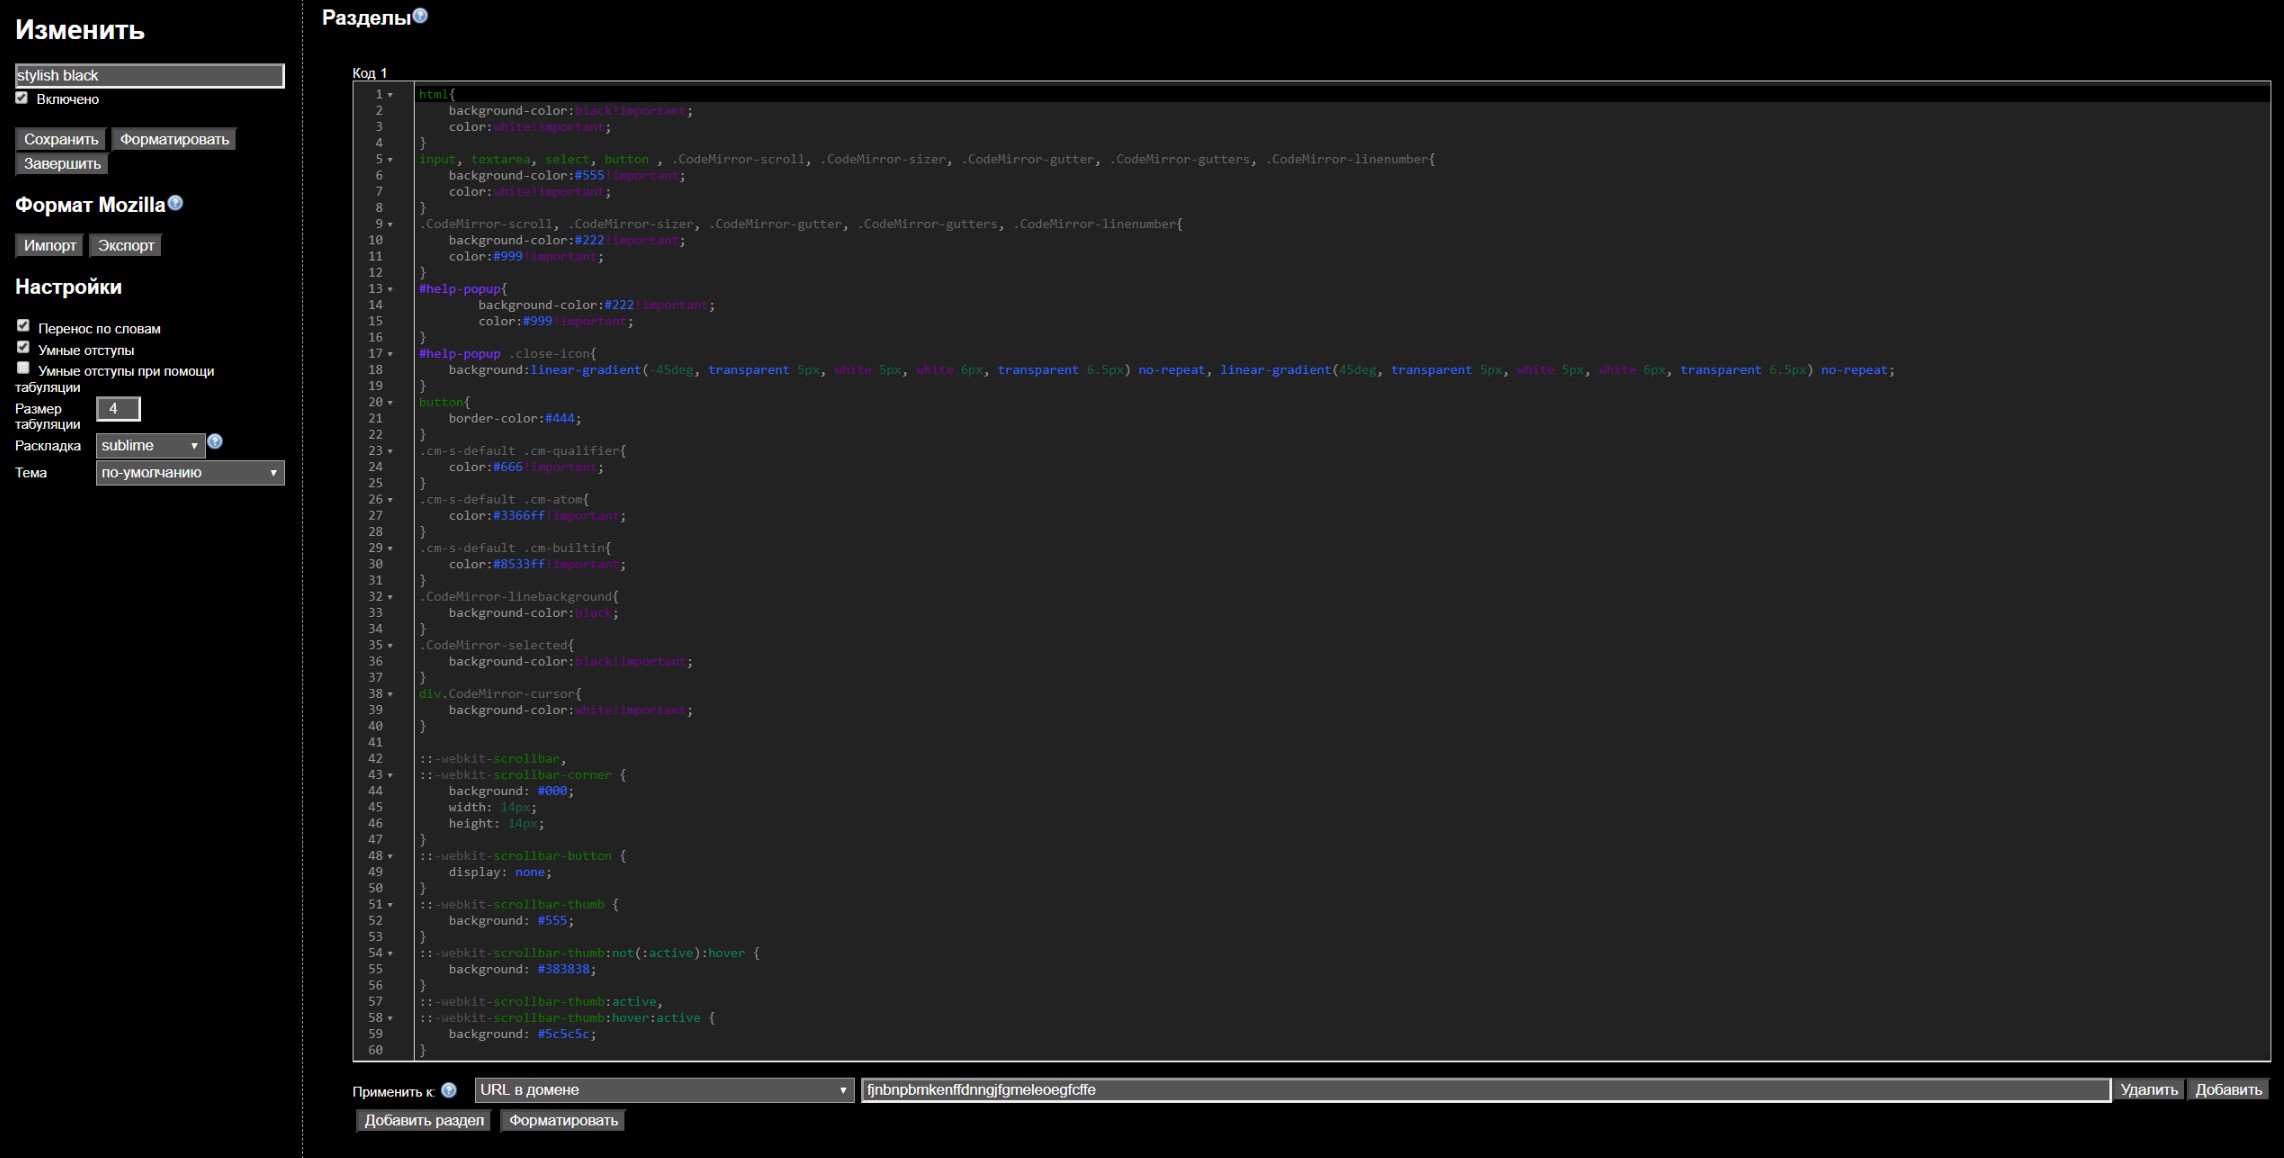 Изменить
stylish black
Включено
Сохранить Форматировать
Завершить
Формат Mozilla
Импорт Экспорт
Настройки
Перенос по словам
Умные отступы
Умные отступы при помощи
табуляции
Размер
табуляции 4
Раскладка sublime
Тема по-умолчанию
Разделы
Код 1
1 html{
2     background-color:black!important;
3     color:white!important;
4 }
5 input, textarea, select, button , .CodeMirror-scroll, .CodeMirror-sizer, .CodeMirror-gutter, .CodeMirror-gutters, .CodeMirror-linenumber{
6     background-color:#555!important;
7     color:white!important;
8 }
9 .CodeMirror-scroll, .CodeMirror-sizer, .CodeMirror-gutter, .CodeMirror-gutters, .CodeMirror-linenumber{
10     background-color:#222!important;
11     color:#999!important;
12 }
13 #help-popup{
14         background-color:#222!important;
15         color:#999!important;
16 }
17 #help-popup .close-icon{
18     background:linear-gradient(-45deg, transparent 5px, white 5px, white 6px, transparent 6.5px) no-repeat, linear-gradient(45deg, transparent 5px, white 5px, white 6px, transparent 6.5px) no-repeat;
19 }
20 button{
21     border-color:#444;
22 }
23 .cm-s-default .cm-qualifier{
24     color:#666!important;
25 }
26 .cm-s-default .cm-atom{
27     color:#3366ff!important;
28 }
29 .cm-s-default .cm-builtin{
30     color:#8533ff!important;
31 }
32 .CodeMirror-linebackground{
33     background-color:black;
34 }
35 .CodeMirror-selected{
36     background-color:black!important;
37 }
38 div.CodeMirror-cursor{
39     background-color:white!important;
40 }
41
42 ::-webkit-scrollbar,
43 ::-webkit-scrollbar-corner {
44     background: #000;
45     width: 14px;
46     height: 14px;
47 }
48 ::-webkit-scrollbar-button {
49     display: none;
50 }
51 ::-webkit-scrollbar-thumb {
52     background: #555;
53 }
54 ::-webkit-scrollbar-thumb:not(:active):hover {
55     background: #383838;
56 }
57 ::-webkit-scrollbar-thumb:active,
58 ::-webkit-scrollbar-thumb:hover:active {
59     background: #5c5c5c;
60 }
Применить к: URL в домене fjnbnpbmkenffdnngjfgmeleoegfcffe Удалить Добавить
Добавить раздел Форматировать